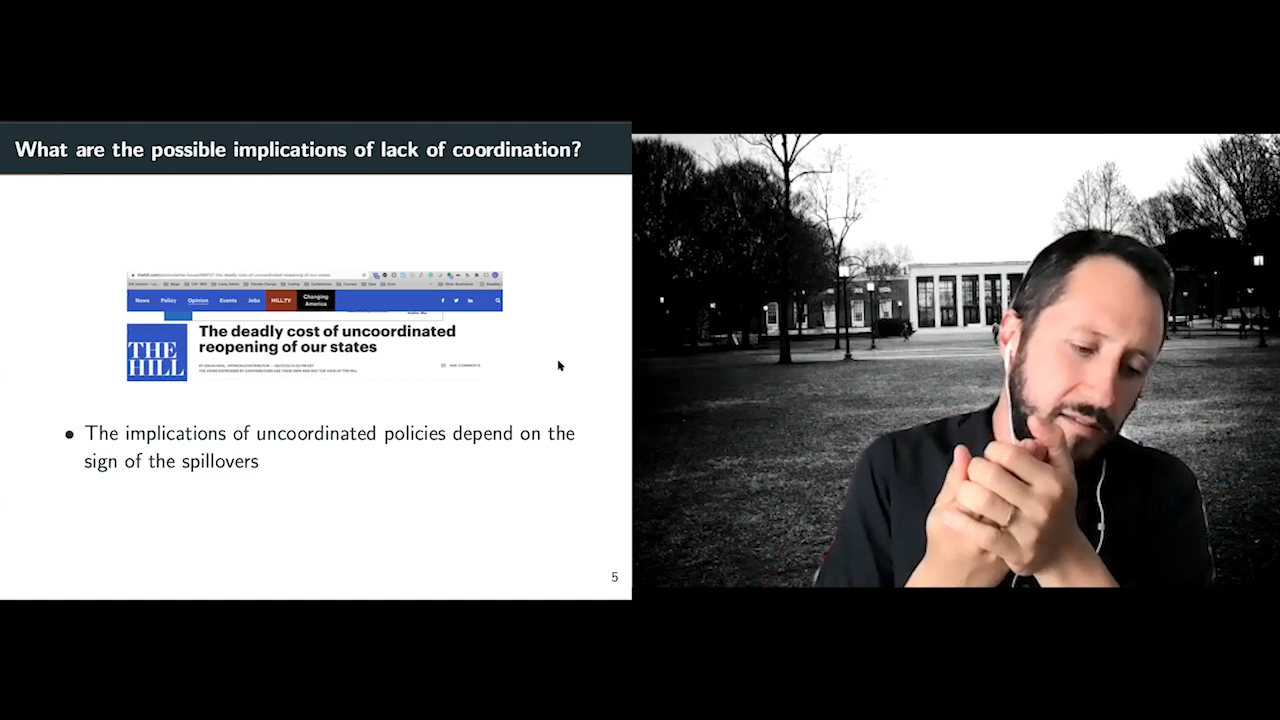 What are the possible implications of lack of coordination?
News Policy Opinion Events Jobs HILL.TV Changing
America
THE
HILL
The deadly cost of uncoordinated
reopening of our states
• The implications of uncoordinated policies depend on the
sign of the spillovers
5